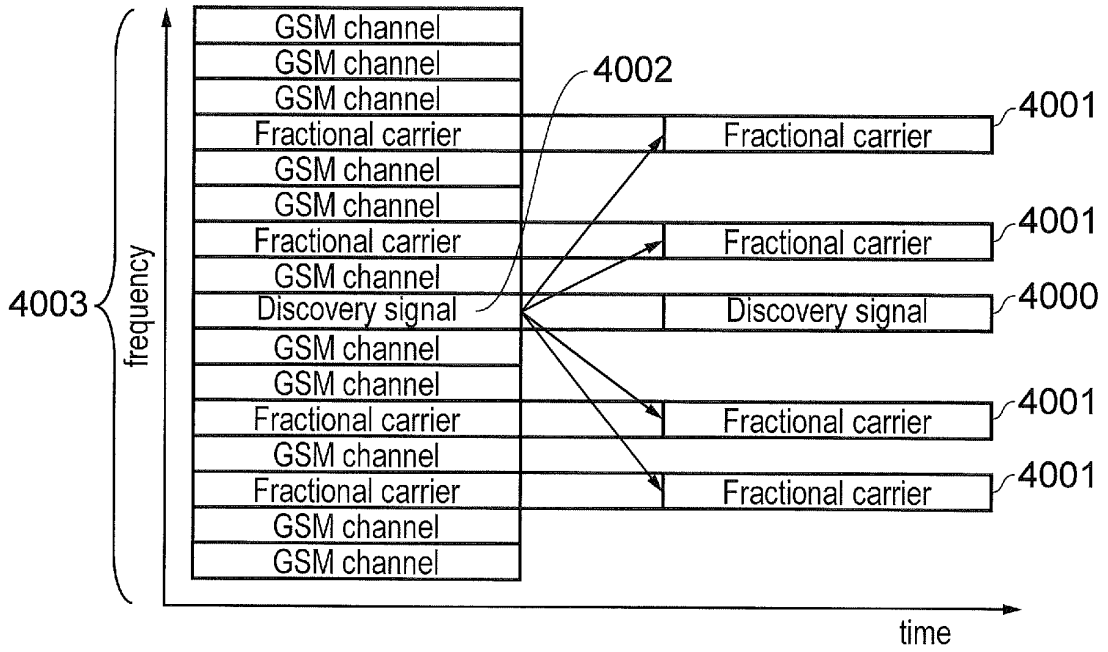 GSM channel
GSM channel
4002
GSM channel
4001
Fractional carrier
Fractional carrier
GSM channel
GSM channel
4001
Fractional carrier
Fractional carrier
GSM channel
4003
frequency
Discovery signal
Discovery signal
4000
GSM channel
GSM channel
4001
Fractional carrier
Fractional carrier
GSM channel
4001
Fractional carrier
Fractional carrier
GSM channel
GSM channel
time